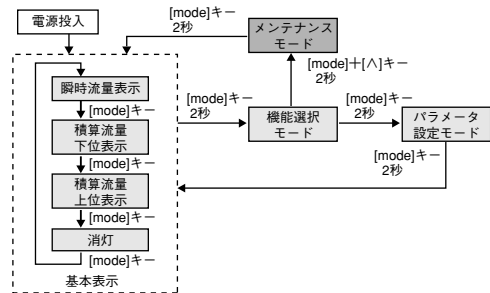 電源投入
[mode]キー
2秒
メンテナンス
モード
[mode]+[∧]キー
2秒
瞬時流量表示
[mode]キー
積算流量
下位表示
[mode]キー
積算流量
上位表示
[mode]キー
消灯
[mode]キー
基本表示
[mode]キー
2秒
機能選択
モード
[mode]キー
2秒
パラメータ
設定モード
[mode]キー
2秒